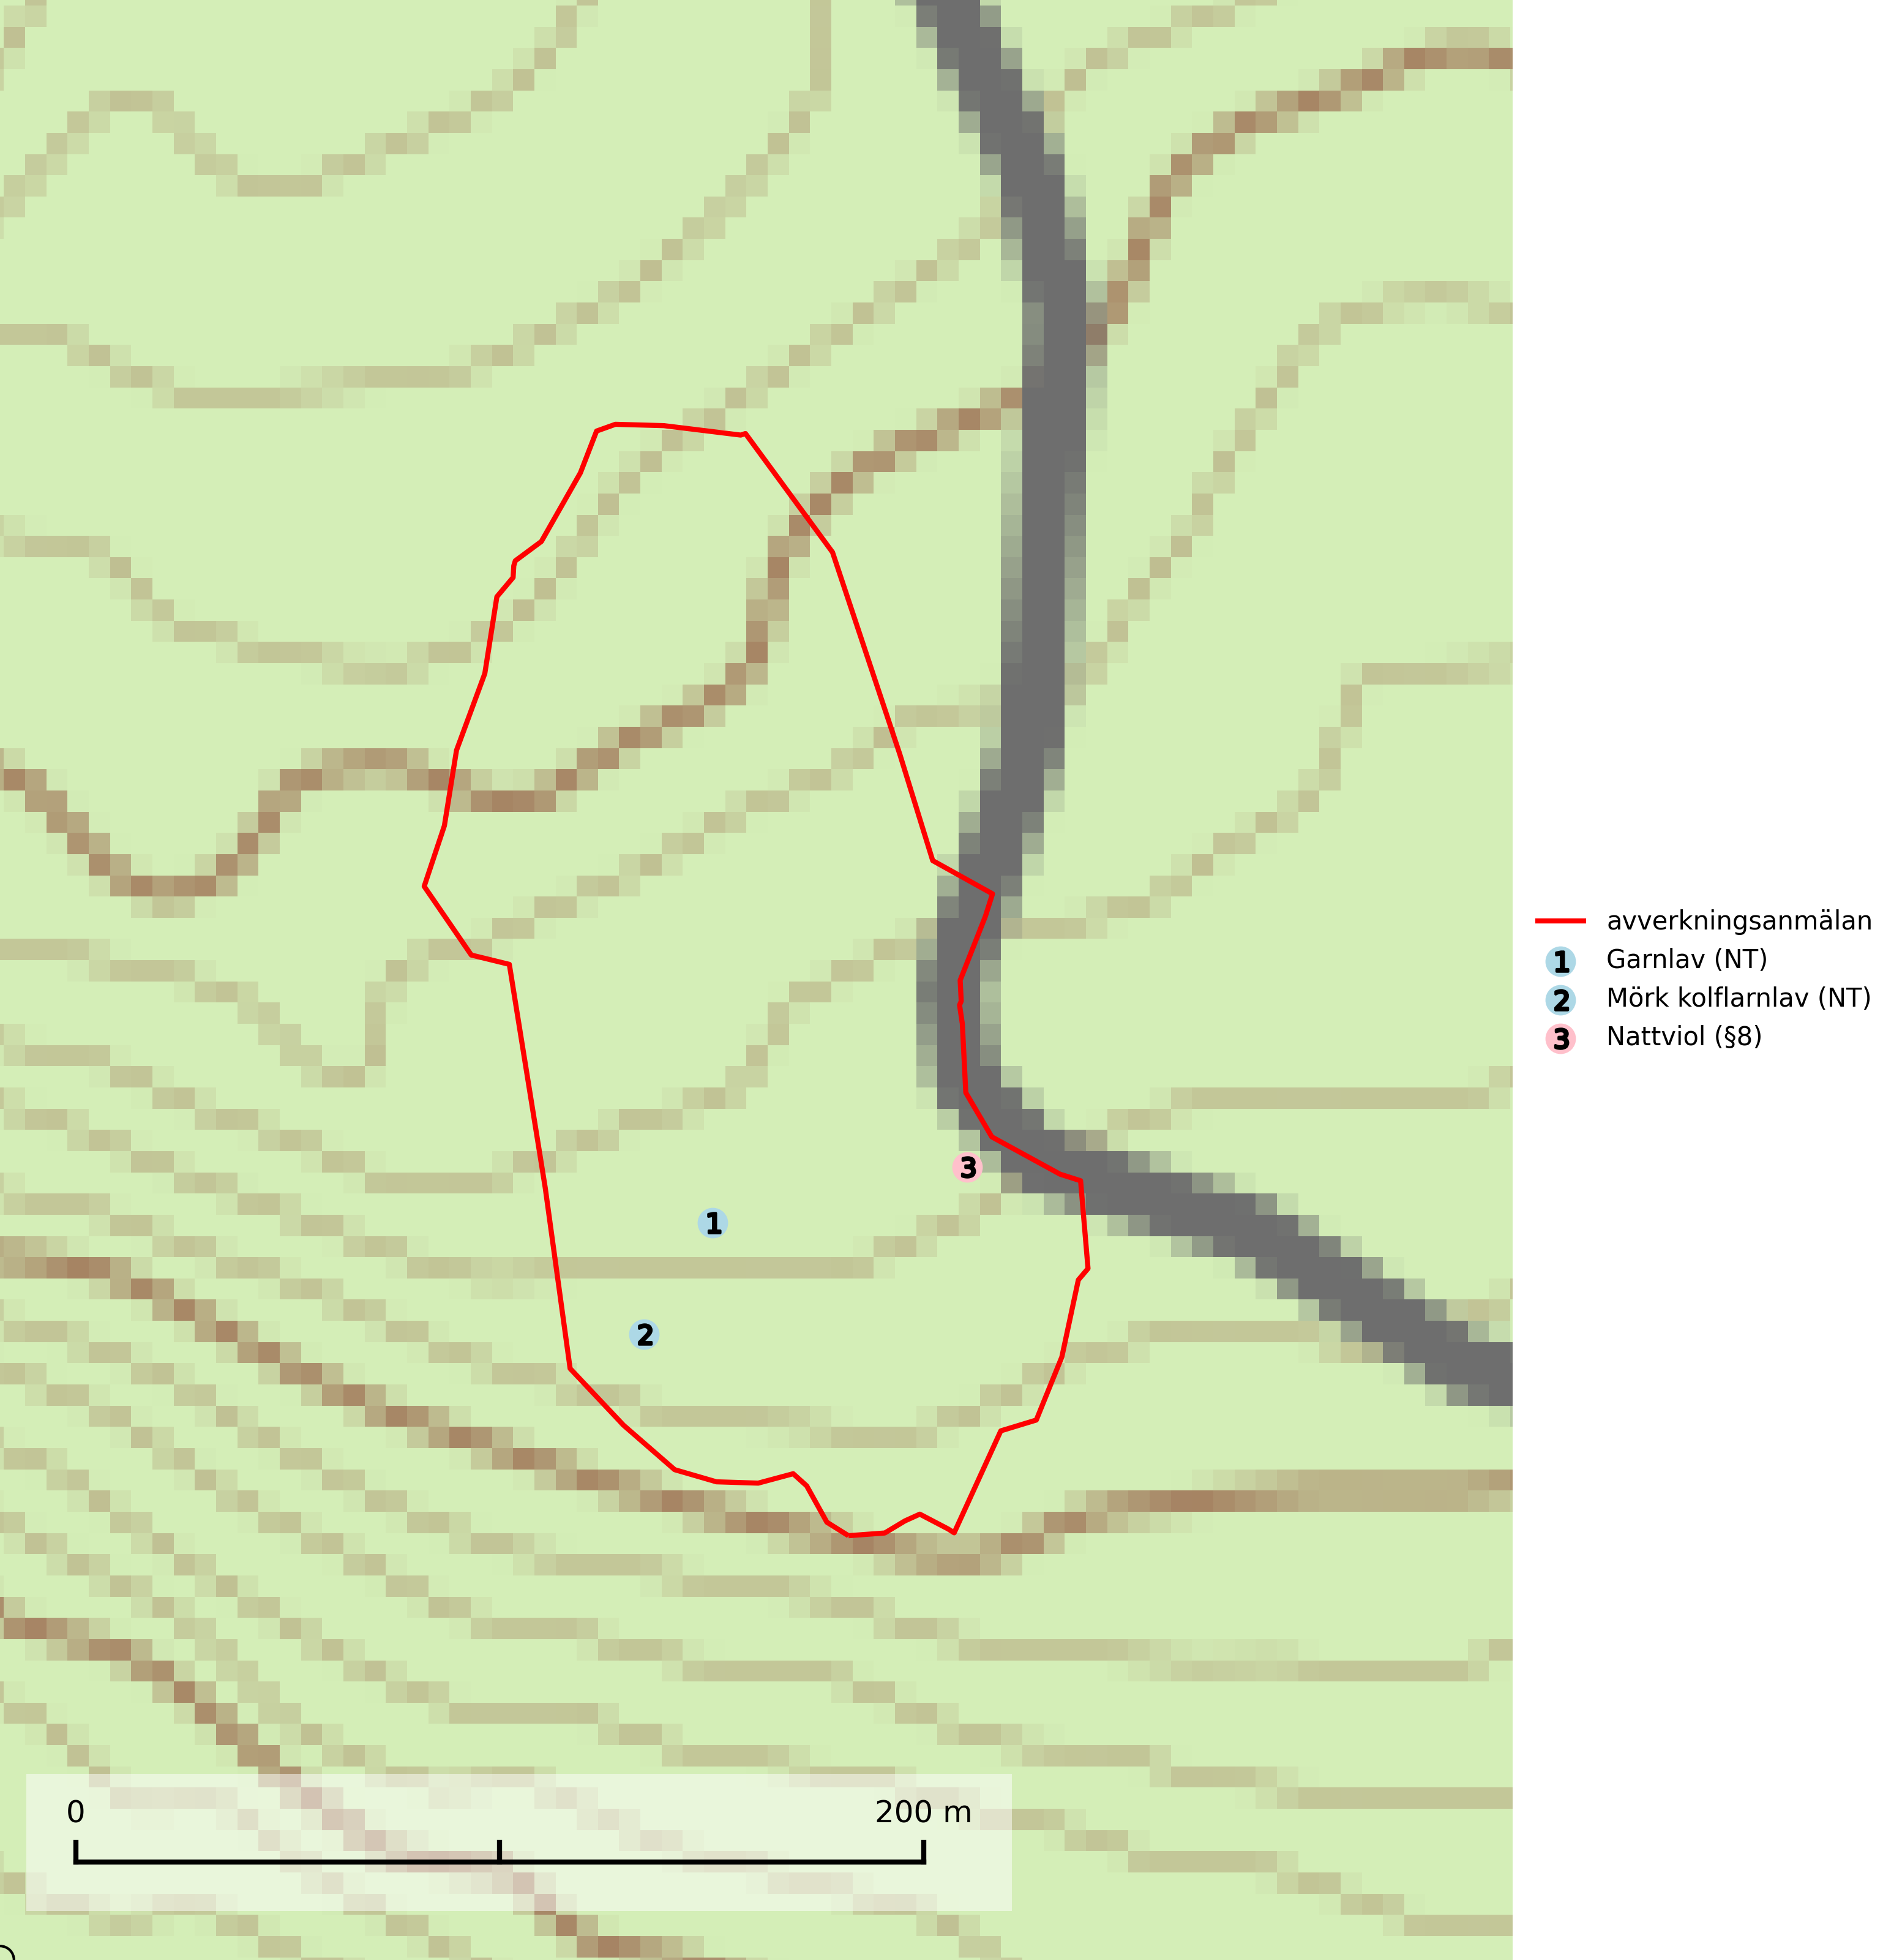 avverkningsanmälan
1 Garnlav (NT)
2 Mörk kolflarnlav (NT)
3 Nattviol (§8)
3
1
2
0 200 m